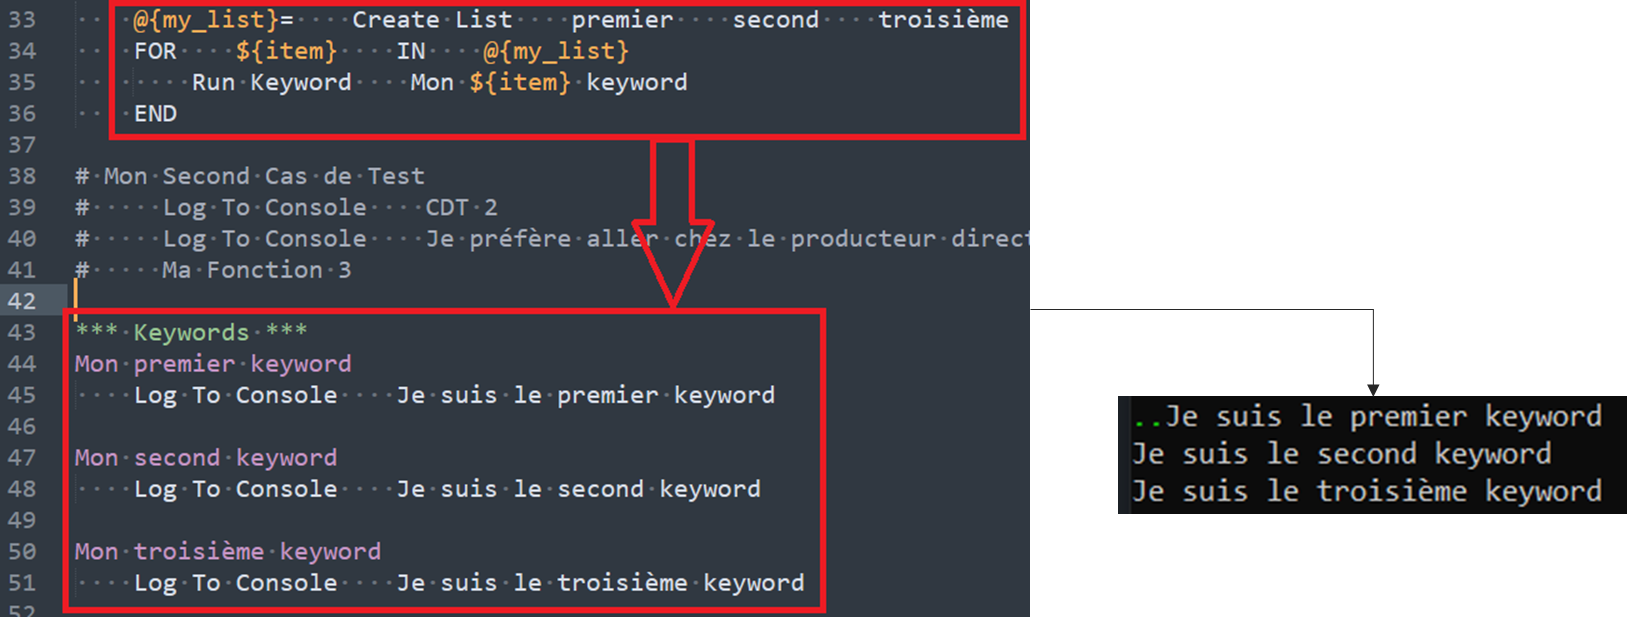 33 @{my_list}= Create List premier second troisième
34 FOR ${item} IN @{my_list}
35 Run Keyword Mon ${item} keyword
36 END
37
38 # Mon Second Cas de Test
39 # Log To Console CDT 2
40 # Log To Console Je préfère aller chez le producteur direct
41 # Ma Fonction 3
42
43 *** Keywords ***
44 Mon premier keyword
45 Log To Console Je suis le premier keyword
46
47 Mon second keyword
48 Log To Console Je suis le second keyword
49
50 Mon troisième keyword
51 Log To Console Je suis le troisième keyword
52
..Je suis le premier keyword
Je suis le second keyword
Je suis le troisième keyword